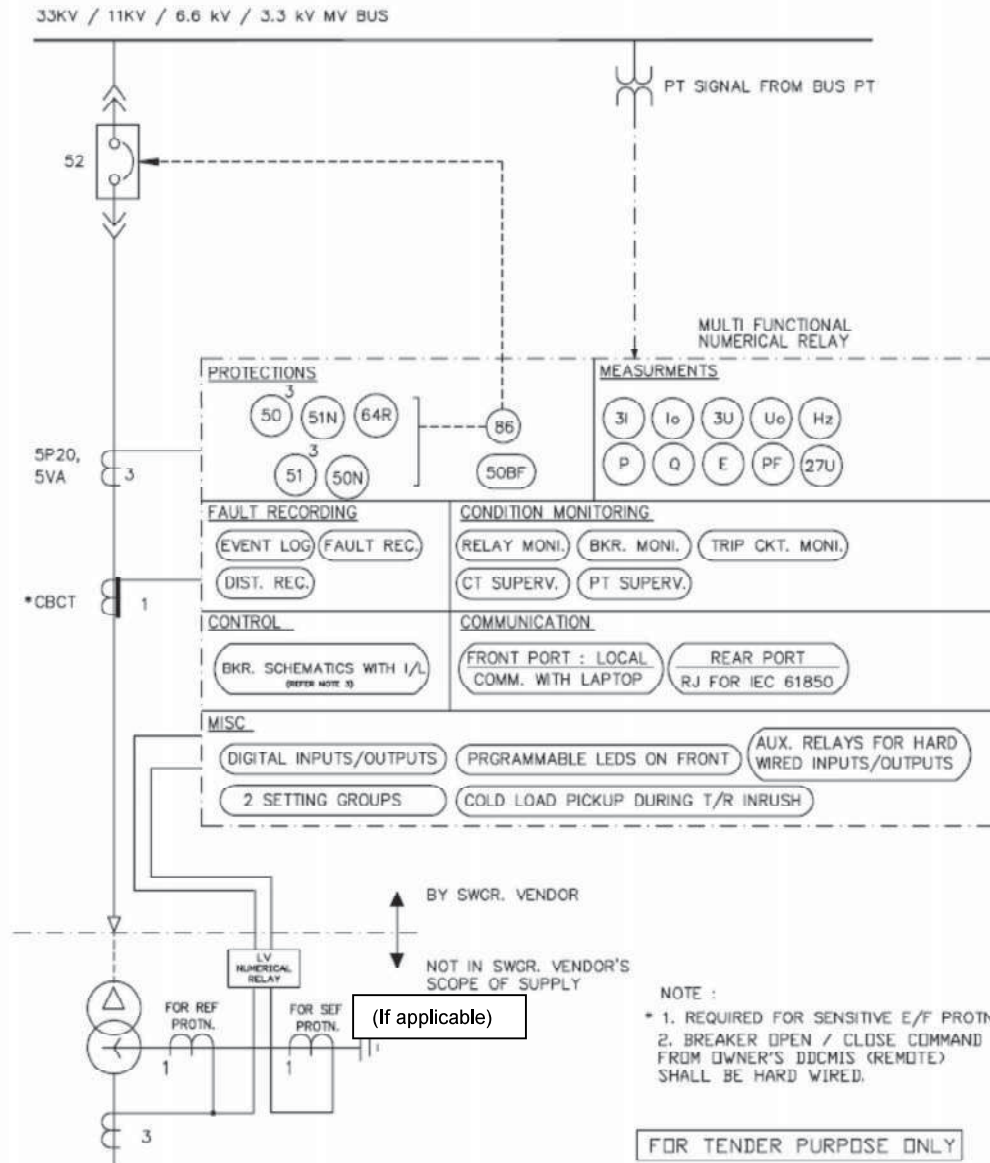 33KV / 11KV / 6.6 kV / 3.3 kV MV BUS
PT SIGNAL FROM BUS PT
52
MULTI FUNCTIONAL
NUMERICAL RELAY
PROTECTIONS
3
50
51N
64R
3
51
50N
86
50BF
MEASURMENTS
3I
Io
3U
Uo
Hz
P
Q
E
PF
27U
5P20,
5VA
3
FAULT RECORDING
EVENT LOG
FAULT REC.
DIST. REC.
CONDITION MONITORING
RELAY MONI.
BKR. MONI.
TRIP CKT. MONI.
CT SUPERV.
PT SUPERV.
*CBCT
1
CONTROL
BKR. SCHEMATICS WITH I/L
(REFER NOTE 3)
COMMUNICATION
FRONT PORT : LOCAL
COMM. WITH LAPTOP
REAR PORT
RJ FOR IEC 61850
MISC
DIGITAL INPUTS/OUTPUTS
PRGRAMMABLE LEDS ON FRONT
AUX. RELAYS FOR HARD
WIRED INPUTS/OUTPUTS
2 SETTING GROUPS
COLD LOAD PICKUP DURING T/R INRUSH
BY SWGR. VENDOR
NOT IN SWGR. VENDOR'S
SCOPE OF SUPPLY
LV
NUMERICAL
RELAY
FOR REF
PROTN.
1
FOR SEF
PROTN.
1
(If applicable)
3
NOTE :
* 1. REQUIRED FOR SENSITIVE E/F PROTN
2. BREAKER OPEN / CLOSE COMMAND
FROM OWNER'S DDCMIS (REMOTE)
SHALL BE HARD WIRED.
FOR TENDER PURPOSE ONLY